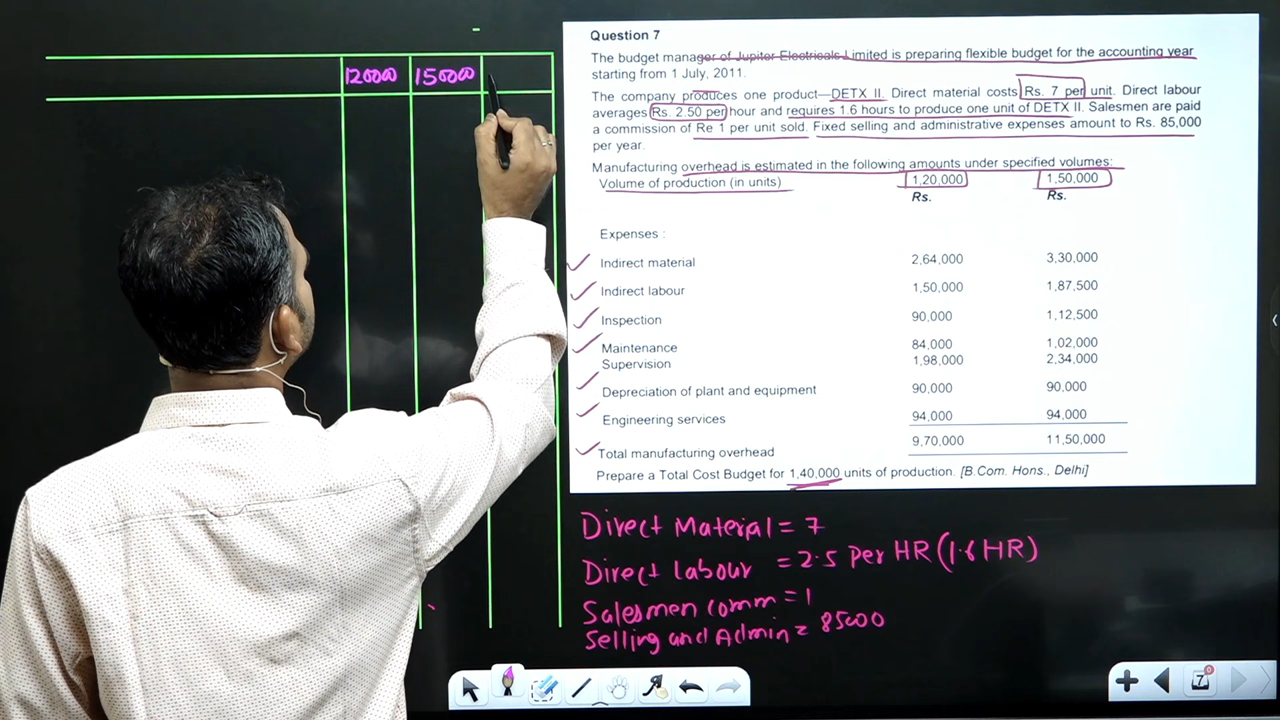 120000 150000
Question 7
The budget manager of Jupiter Electricals Limited is preparing flexible budget for the accounting year
starting from 1 July, 2011.
The company produces one product—DETX II. Direct material costs Rs. 7 per unit. Direct labour
averages Rs. 2.50 per hour and requires 1.6 hours to produce one unit of DETX II. Salesmen are paid
a commission of Re 1 per unit sold. Fixed selling and administrative expenses amount to Rs. 85,000
per year.
Manufacturing overhead is estimated in the following amounts under specified volumes:
Volume of production (in units) 1,20,000 1,50,000
Rs. Rs.
Expenses :
Indirect material 2,64,000 3,30,000
Indirect labour 1,50,000 1,87,500
Inspection 90,000 1,12,500
Maintenance 84,000 1,02,000
Supervision 1,98,000 2,34,000
Depreciation of plant and equipment 90,000 90,000
Engineering services 94,000 94,000
Total manufacturing overhead 9,70,000 11,50,000
Prepare a Total Cost Budget for 1,40,000 units of production. [B.Com. Hons., Delhi]
Direct Material = 7
Direct labour = 2.5 per HR (1.6 HR)
Salesmen comm = 1
Selling and Admin = 85000
7
0